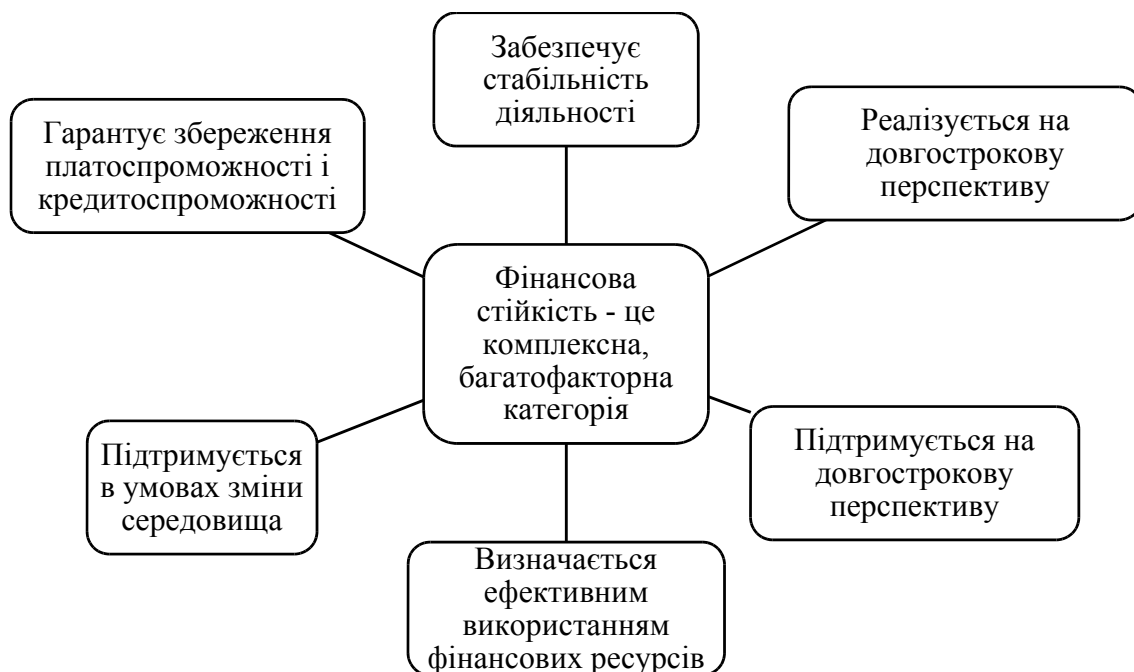 Забезпечує
стабільність
діяльності
Гарантує збереження
платоспроможності і
кредитоспроможності
Реалізується на
довгострокову
перспективу
Фінансова
стійкість - це
комплексна,
багатофакторна
категорія
Підтримується
в умовах зміни
середовища
Підтримується на
довгострокову
перспективу
Визначається
ефективним
використанням
фінансових ресурсів